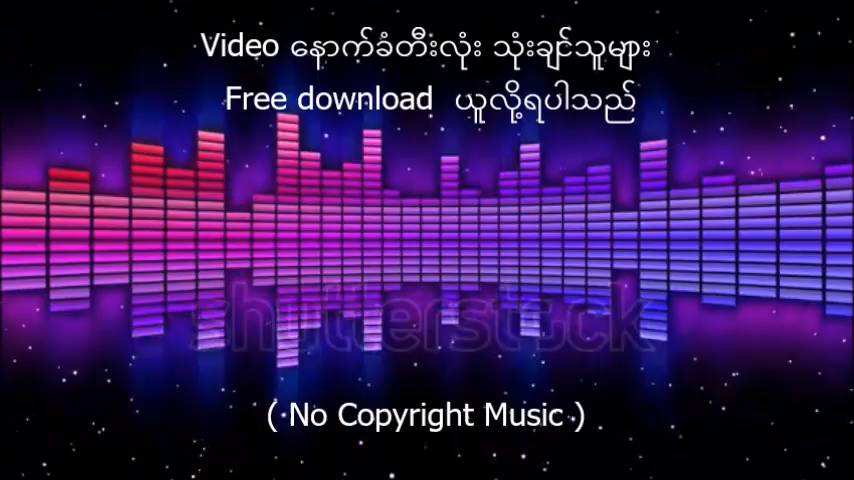 Video နောက်ခံတီးလုံး သုံးချင်သူများ
Free download ယူလို့ရပါသည်
shutterstock
( No Copyright Music )